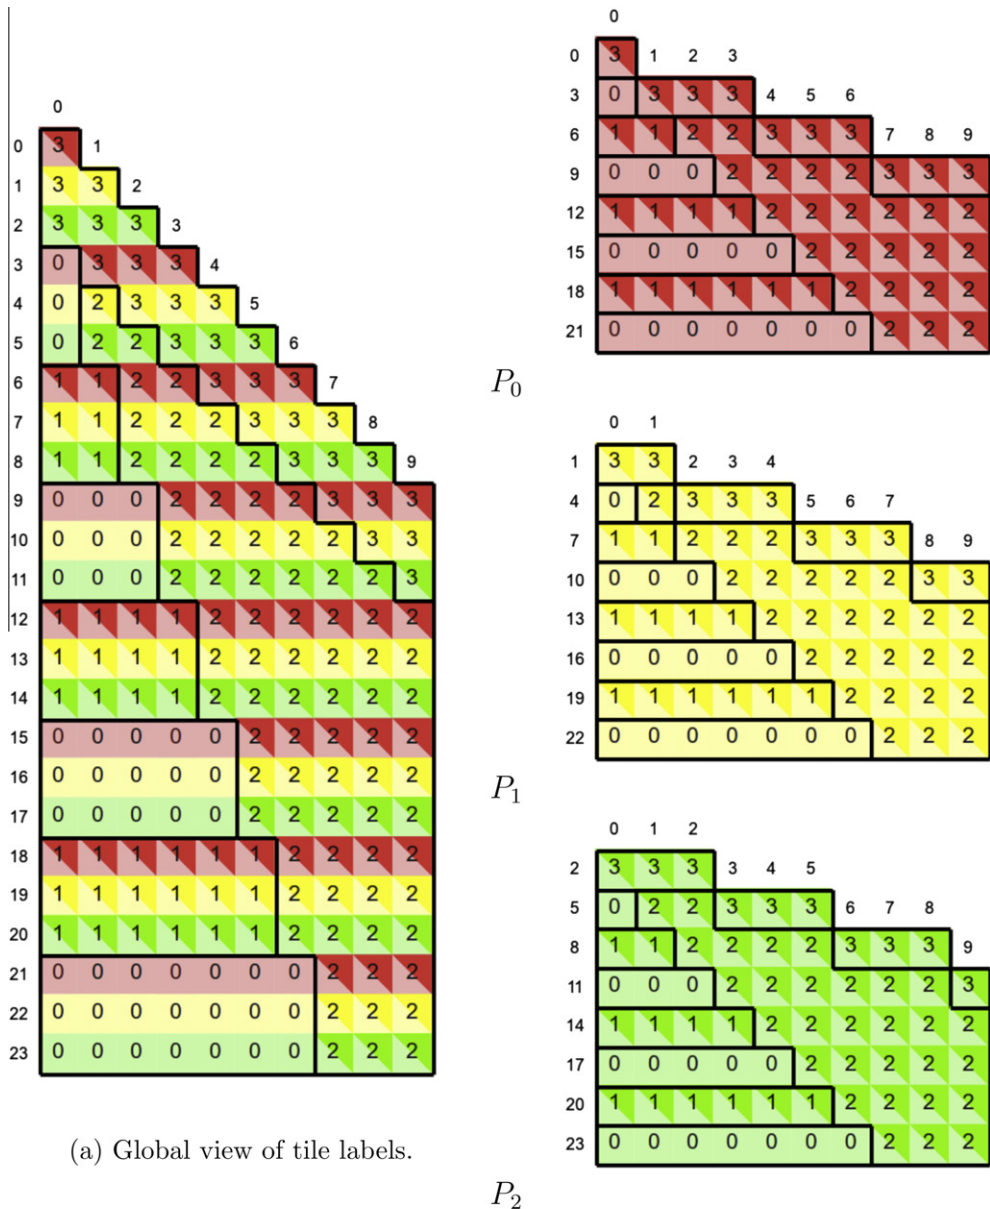 0
0 3 1
1 3 3 2
2 3 3 3 3
3 0 3 3 3 4
4 0 2 3 3 3 5
5 0 2 2 3 3 3 6
6 1 1 2 2 3 3 3 7
7 1 1 2 2 2 3 3 3 8
8 1 1 2 2 2 2 3 3 3 9
9 0 0 0 2 2 2 2 3 3 3
10 0 0 0 2 2 2 2 2 3 3
11 0 0 0 2 2 2 2 2 2 3
12 1 1 1 1 2 2 2 2 2 2
13 1 1 1 1 2 2 2 2 2 2
14 1 1 1 1 2 2 2 2 2 2
15 0 0 0 0 0 2 2 2 2 2
16 0 0 0 0 0 2 2 2 2 2
17 0 0 0 0 0 2 2 2 2 2
18 1 1 1 1 1 1 2 2 2 2
19 1 1 1 1 1 1 2 2 2 2
20 1 1 1 1 1 1 2 2 2 2
21 0 0 0 0 0 0 0 2 2 2
22 0 0 0 0 0 0 0 2 2 2
23 0 0 0 0 0 0 0 2 2 2
(a) Global view of tile labels.
0
0 3 1 2 3
3 0 3 3 3 4 5 6
6 1 1 2 2 3 3 3 7 8 9
9 0 0 0 2 2 2 2 3 3 3
12 1 1 1 1 2 2 2 2 2 2
15 0 0 0 0 0 2 2 2 2 2
18 1 1 1 1 1 1 2 2 2 2
21 0 0 0 0 0 0 0 2 2 2
P0
0 1
1 3 3 2 3 4
4 0 2 3 3 3 5 6 7
7 1 1 2 2 2 3 3 3 8 9
10 0 0 0 2 2 2 2 2 3 3
13 1 1 1 1 2 2 2 2 2 2
16 0 0 0 0 0 2 2 2 2 2
19 1 1 1 1 1 1 2 2 2 2
22 0 0 0 0 0 0 0 2 2 2
P1
0 1 2
2 3 3 3 3 4 5
5 0 2 2 3 3 3 6 7 8
8 1 1 2 2 2 2 3 3 3 9
11 0 0 0 2 2 2 2 2 2 3
14 1 1 1 1 2 2 2 2 2 2
17 0 0 0 0 0 2 2 2 2 2
20 1 1 1 1 1 1 2 2 2 2
23 0 0 0 0 0 0 0 2 2 2
P2